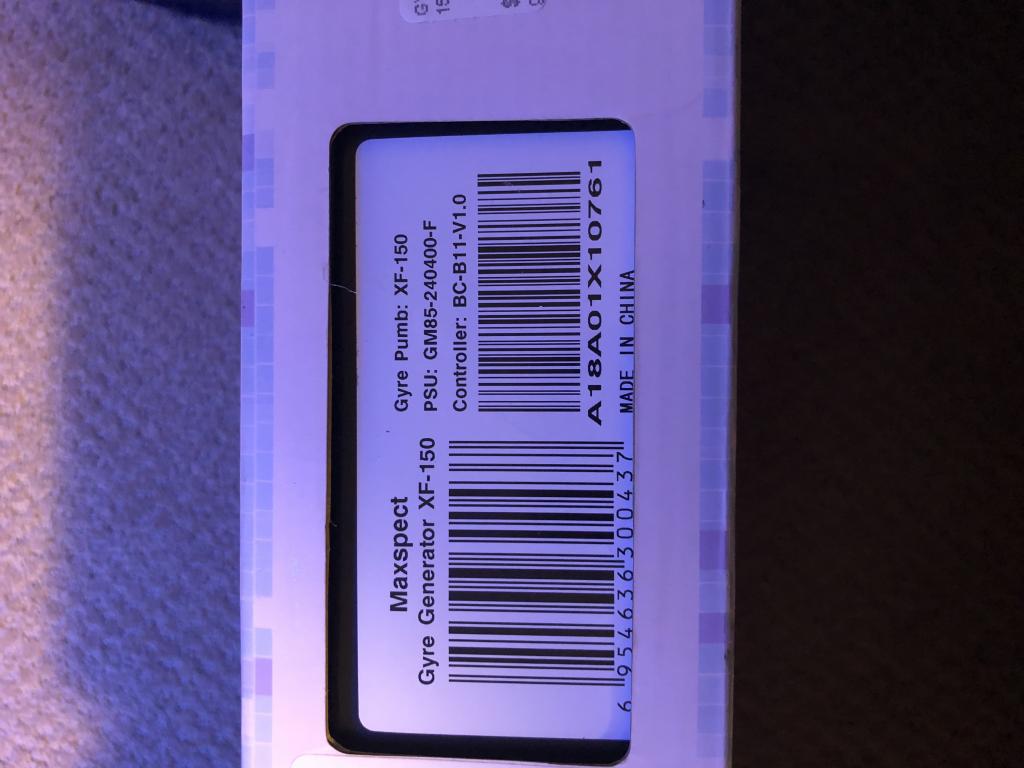 Maxspect
Gyre Generator XF-150
6 954636 300437
Gyre Pumb: XF-150
PSU: GM85-240400-F
Controller: BC-B11-V1.0
A18A01X10761
MADE IN CHINA